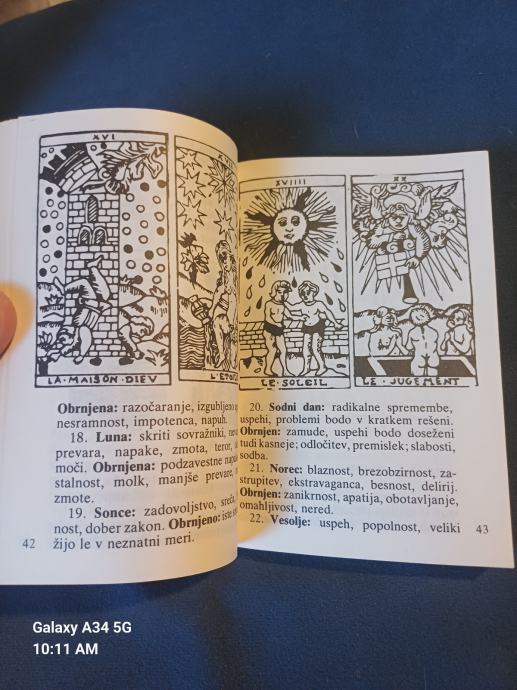 XVI
LA·MAISON·DIEV
L'ETO
XVIIII
LE·SOLEIL
XX
LE·JUGEMENT
Obrnjena: razočaranje, izgubljeno
nesramnost, impotenca, napuh.
18. Luna: skriti sovražniki,
prevara, napake, zmota, teror,
moči. Obrnjena: podzavestne
stalnost, molk, manjše prevare,
zmote.
19. Sonce: zadovoljstvo, sreča,
nost, dober zakon. Obrnjeno: iste
žijo le v neznatni meri.
42
20. Sodni dan: radikalne spremembe,
uspehi, problemi bodo v kratkem rešeni.
Obrnjen: zamude, uspehi bodo doseženi
tudi kasneje; odločitev, premislek; slabosti,
sodba.
21. Norec: blaznost, brezobzirnost, za-
strupitev, ekstravaganca, besnost, delirij.
Obrnjen: zanikrnost, apatija, obotavljanje,
omahljivost, nered.
22. Vesolje: uspeh, popolnost, veliki
43
Galaxy A34 5G
10:11 AM